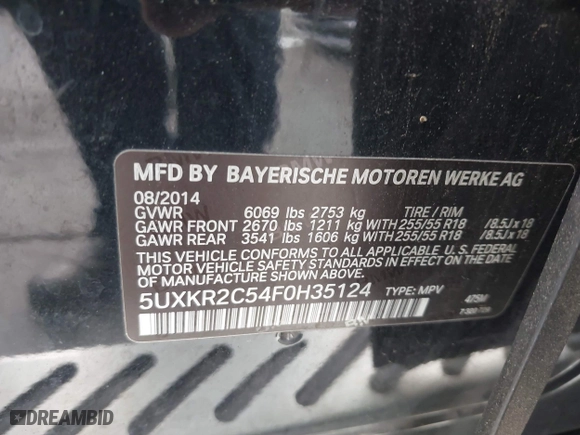 MFD BY BAYERISCHE MOTOREN WERKE AG
08/2014
GVWR 6069 lbs 2753 kg TIRE / RIM
GAWR FRONT 2670 lbs 1211 kg WITH 255/55 R18 /8.5J x 18
GAWR REAR 3541 lbs 1606 kg WITH 255/55 R18 /8.5J x 18
THIS VEHICLE CONFORMS TO ALL APPLICABLE U.S. FEDERAL
MOTOR VEHICLE SAFETY STANDARDS IN EFFECT ON THE DATE
OF MANUFACTURE SHOWN ABOVE.
5UXKR2C54F0H35124 TYPE: MPV 475M
DREAMBID